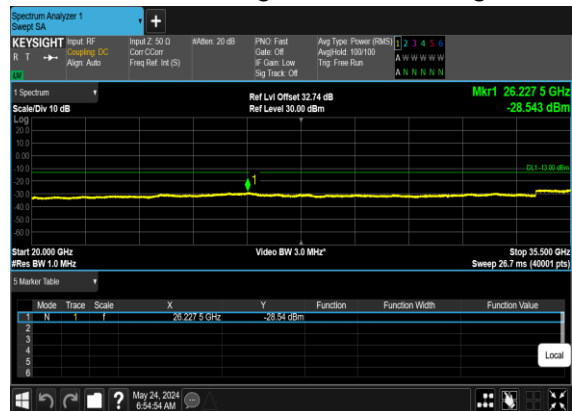 Spectrum Analyzer 1
Swept SA
KEYSIGHT Input: RF Input Z: 50 Ω #Atten: 20 dB PNO: Fast Avg Type: Power (RMS) 1 2 3 4 5 6
R T Coupling: DC Corr CCorr Gate: Off Avg|Hold: 100/100 A W W W W W
Align: Auto Freq Ref: Int (S) IF Gain: Low Trig: Free Run
LXI Sig Track: Off A N N N N N
1 Spectrum Ref Lvl Offset 32.74 dB Mkr1 26.227 5 GHz
Scale/Div 10 dB Ref Level 30.00 dBm -28.543 dBm
Log
20.0
10.0
0.00
-10.0
DL1 -13.00 dBm
1
-20.0
-30.0
-40.0
-50.0
-60.0
Start 20.000 GHz Video BW 3.0 MHz* Stop 35.500 GHz
#Res BW 1.0 MHz Sweep 26.7 ms (40001 pts)
5 Marker Table
Mode Trace Scale X Y Function Function Width Function Value
1 N 1 f 26.227 5 GHz -28.54 dBm
2
3
4
5
6
Local
? May 24, 2024
6:54:54 AM